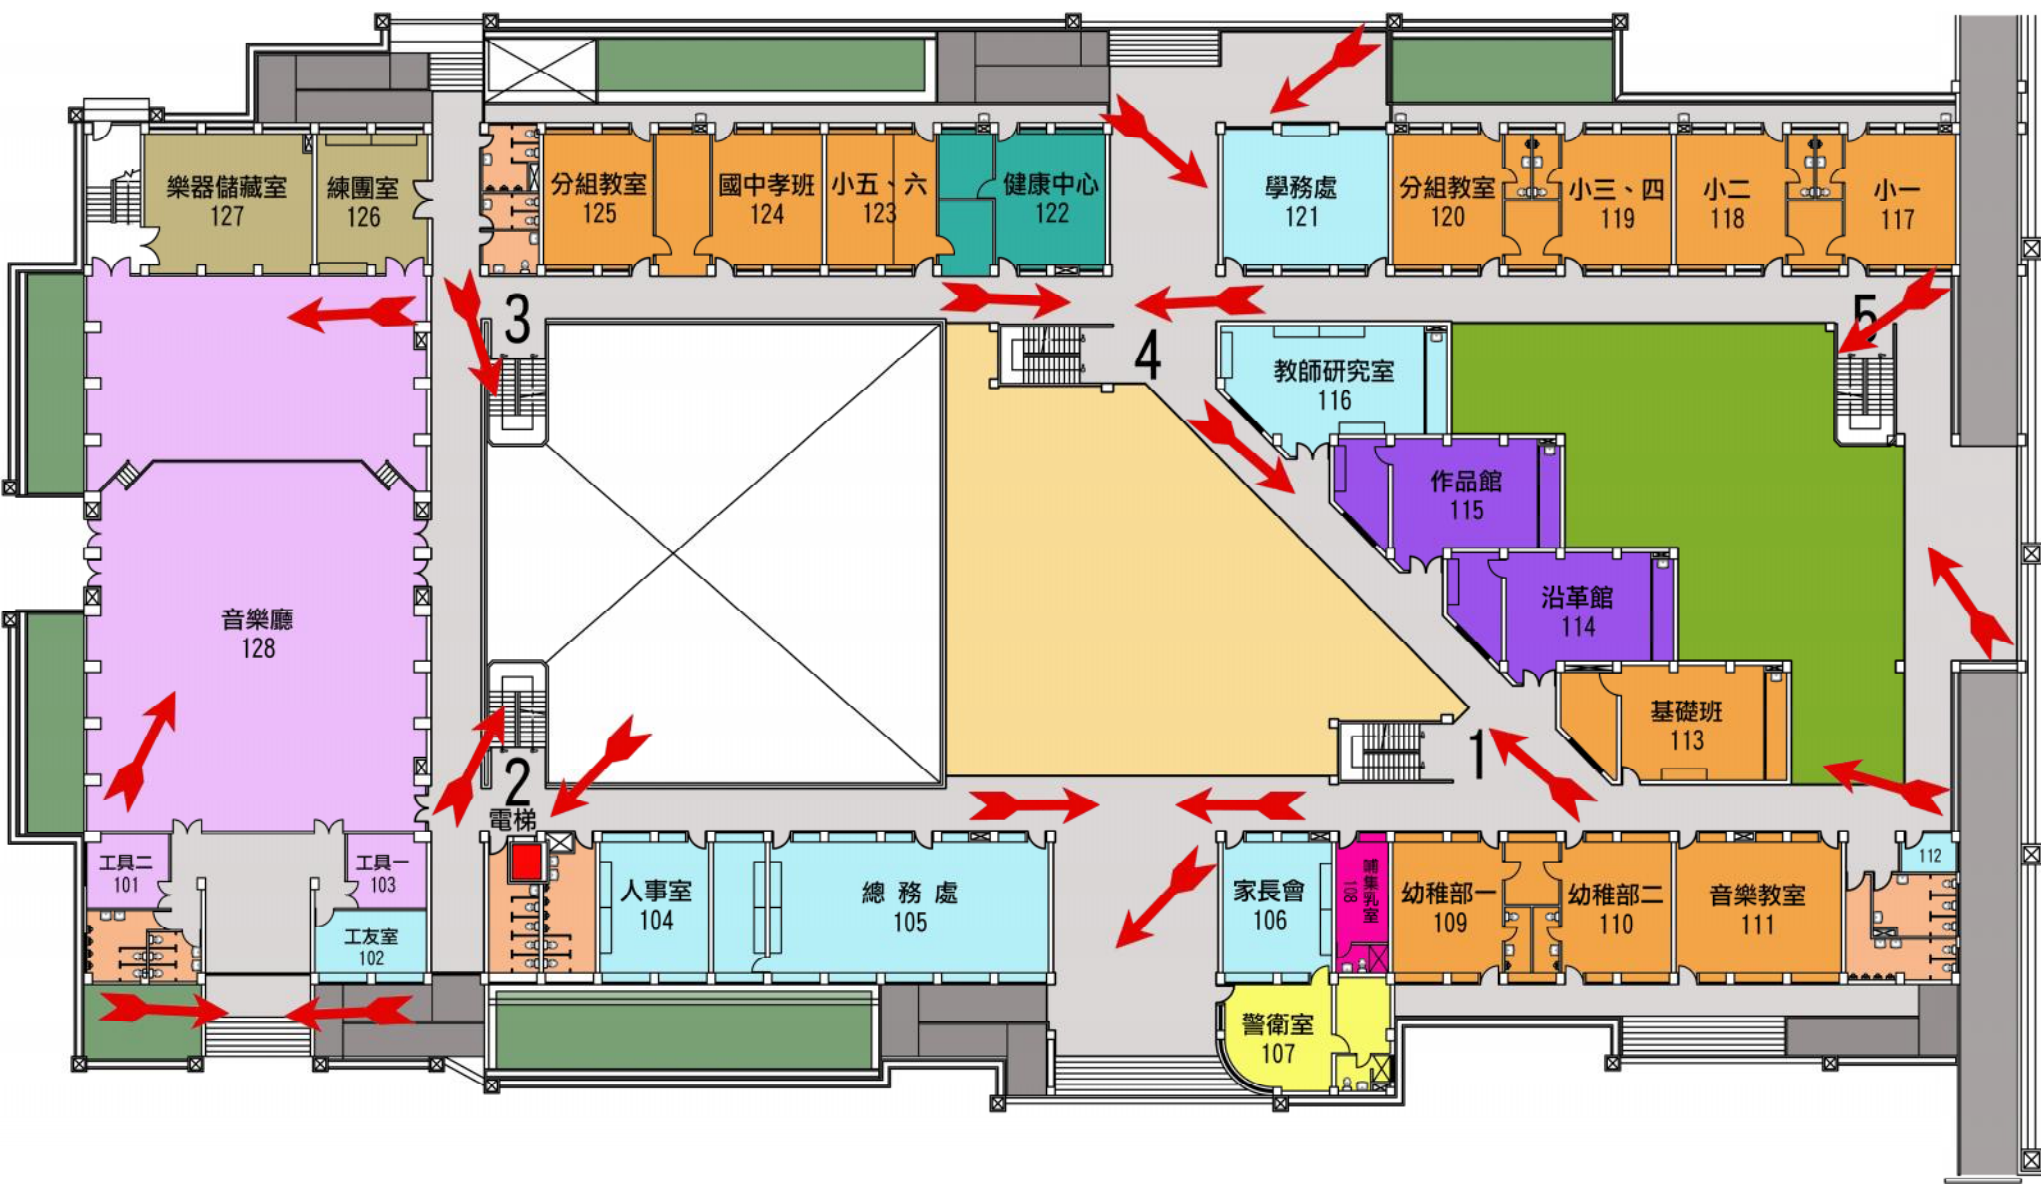 樂器儲藏室
127
練團室
126
分組教室
125
國中孝班
124
小五、六
123
健康中心
122
學務處
121
分組教室
120
小三、四
119
小二
118
小一
117
3
4
5
教師研究室
116
作品館
115
沿革館
114
基礎班
113
音樂廳
128
1
2
電梯
工具二
101
工具一
103
工友室
102
人事室
104
總務處
105
家長會
106
哺集乳室
108
幼稚部一
109
幼稚部二
110
音樂教室
111
112
警衛室
107